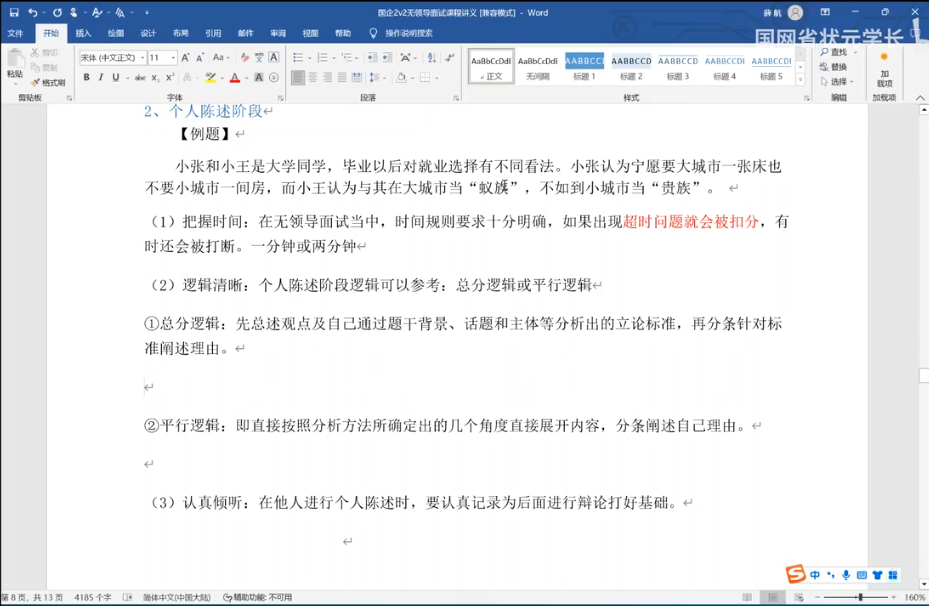 国企2v2无领导面试课程讲义 [兼容模式] - Word
薛航
国网省状元学长
文件 开始 插入 绘图 设计 布局 引用 邮件 审阅 视图 帮助 操作说明搜索
粘贴 剪切 复制 格式刷
宋体 (中文正文) 11
AaBbCcDdI AaBbCcDdI AABBCC AABBCCD AABBCCD AABBCCDI AABBCCDI
正文 无间隔 标题 1 标题 2 标题 3 标题 4 标题 5
查找 替换 选择
加载项
剪贴板 字体 段落 样式 编辑 加载项
2、个人陈述阶段
【例题】
小张和小王是大学同学，毕业以后对就业选择有不同看法。小张认为宁愿要大城市一张床也
不要小城市一间房，而小王认为与其在大城市当“蚁族”，不如到小城市当“贵族”。
（1）把握时间：在无领导面试当中，时间规则要求十分明确，如果出现超时问题就会被扣分，有
时还会被打断。一分钟或两分钟
（2）逻辑清晰：个人陈述阶段逻辑可以参考：总分逻辑或平行逻辑
①总分逻辑：先总述观点及自己通过题干背景、话题和主体等分析出的立论标准，再分条针对标
准阐述理由。
②平行逻辑：即直接按照分析方法所确定出的几个角度直接展开内容，分条阐述自己理由。
（3）认真倾听：在他人进行个人陈述时，要认真记录为后面进行辩论打好基础。
中
第 8 页，共 13 页 4185 个字 简体中文(中国大陆) 辅助功能: 不可用 160%